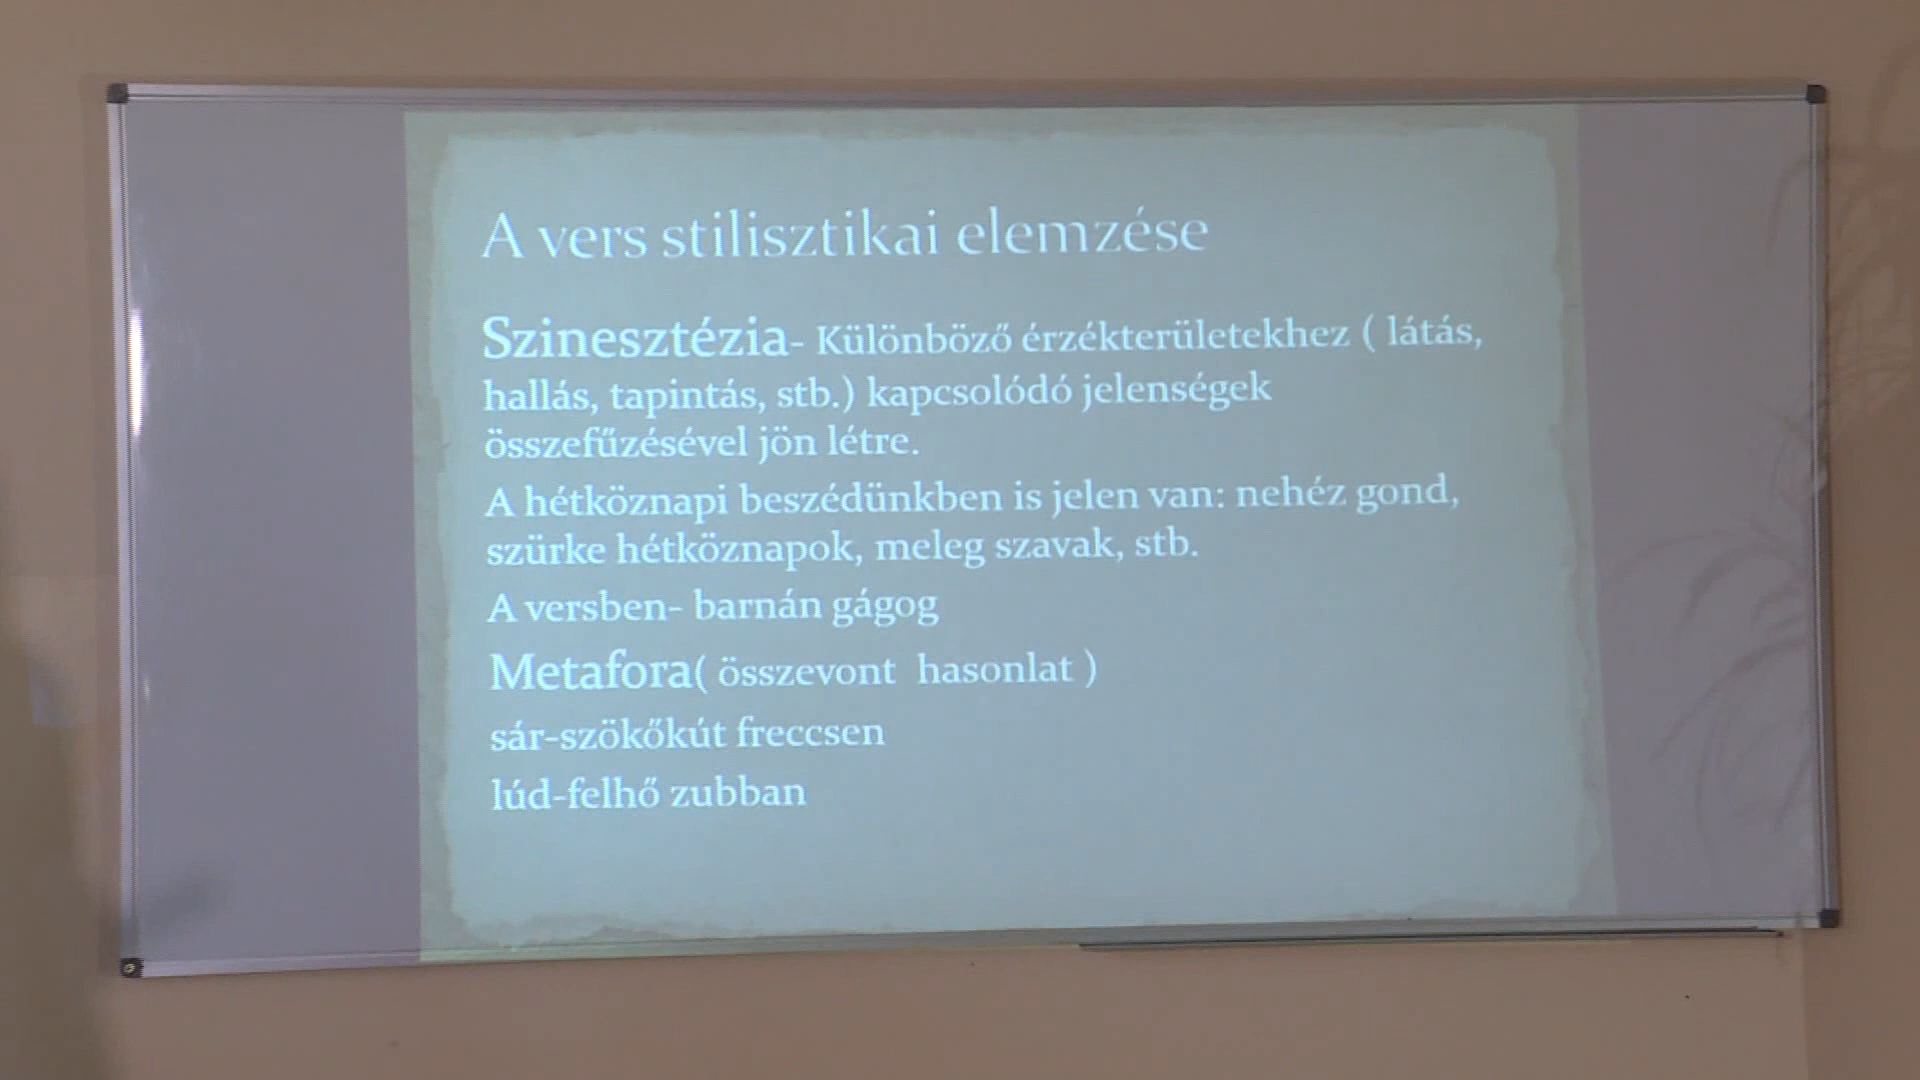 A vers stilisztikai elemzése
Szinesztézia- Különböző érzékterületekhez ( látás,
hallás, tapintás, stb.) kapcsolódó jelenségek
összefűzésével jön létre.
A hétköznapi beszédünkben is jelen van: nehéz gond,
szürke hétköznapok, meleg szavak, stb.
A versben- barnán gágog
Metafora( összevont hasonlat )
sár-szökőkút freccsen
lúd-felhő zubban